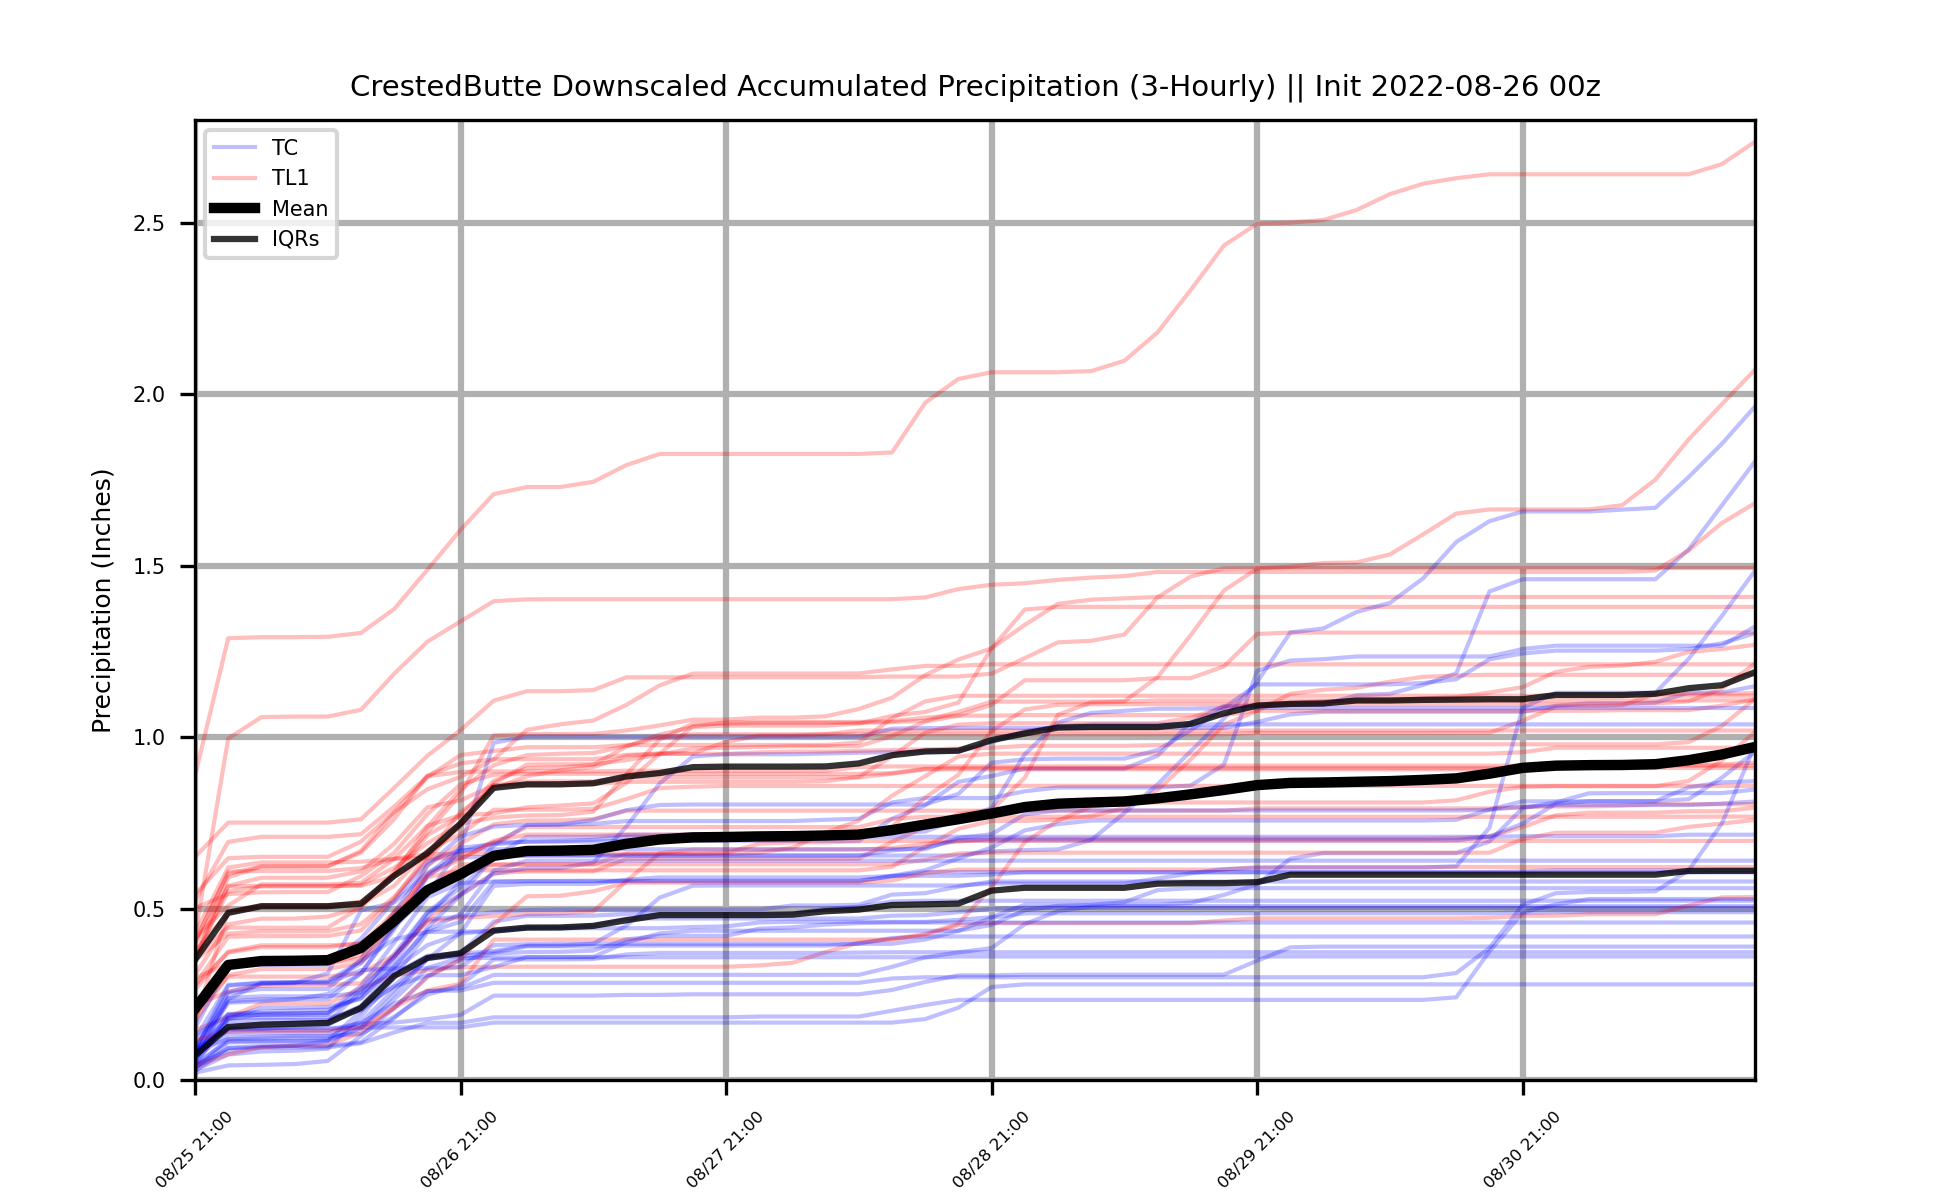 CrestedButte Downscaled Accumulated Precipitation (3-Hourly) || Init 2022-08-26 00z
TC
TL1
Mean
IQRs
Precipitation (Inches)
2.5
2.0
1.5
1.0
0.5
0.0
08/25 21:00
08/26 21:00
08/27 21:00
08/28 21:00
08/29 21:00
08/30 21:00